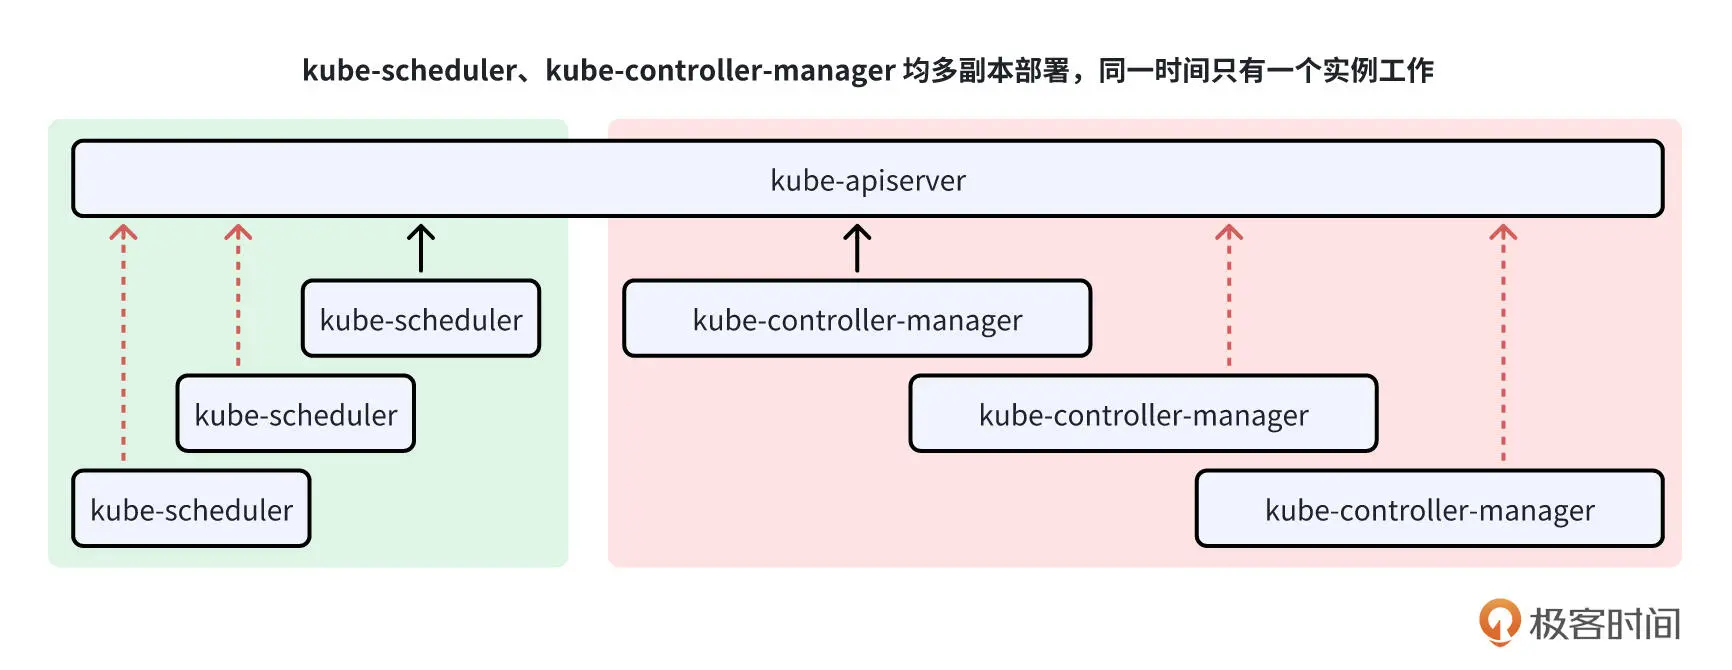 kube-scheduler、kube-controller-manager 均多副本部署，同一时间只有一个实例工作
kube-apiserver
kube-scheduler
kube-controller-manager
kube-scheduler
kube-controller-manager
kube-scheduler
kube-controller-manager
极客时间